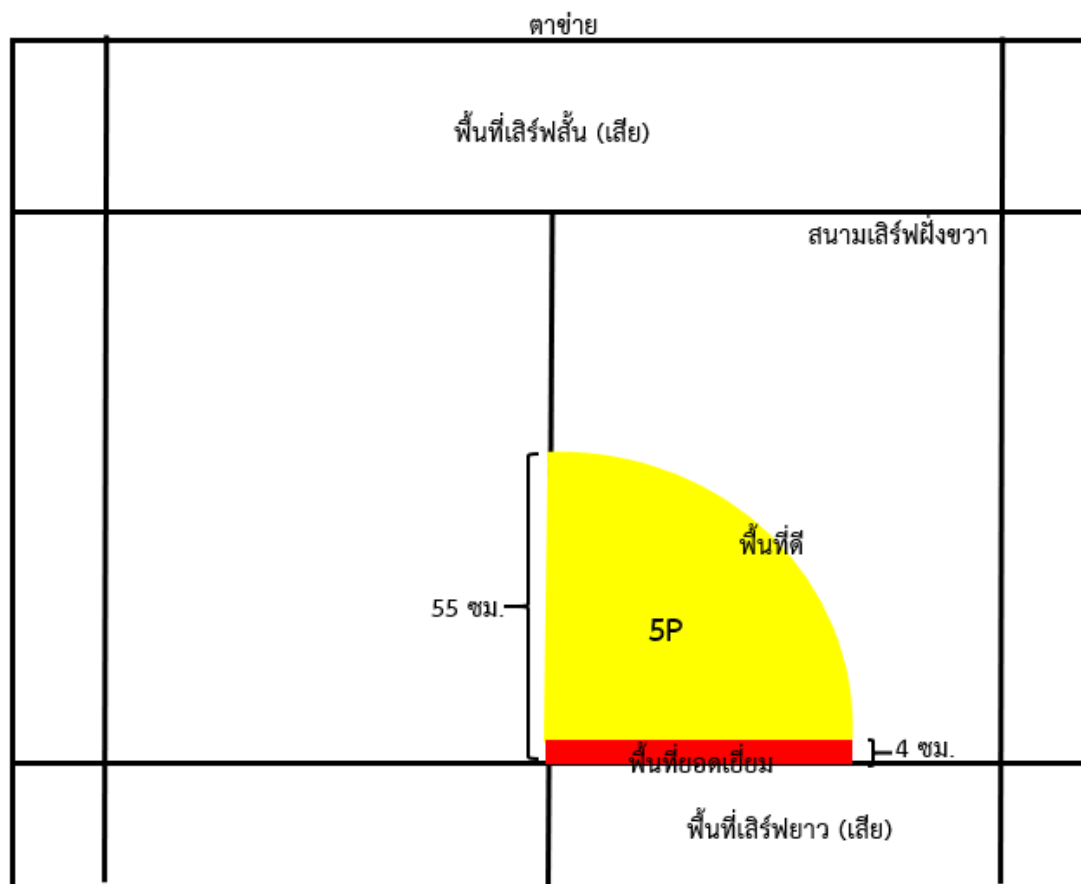 ตาข่าย
พื้นที่เสิร์ฟสั้น (เสีย)
สนามเสิร์ฟฝั่งขวา
พื้นที่ดี
55 ซม.
5P
4 ซม.
พื้นที่ยอดเยี่ยม
พื้นที่เสิร์ฟยาว (เสีย)